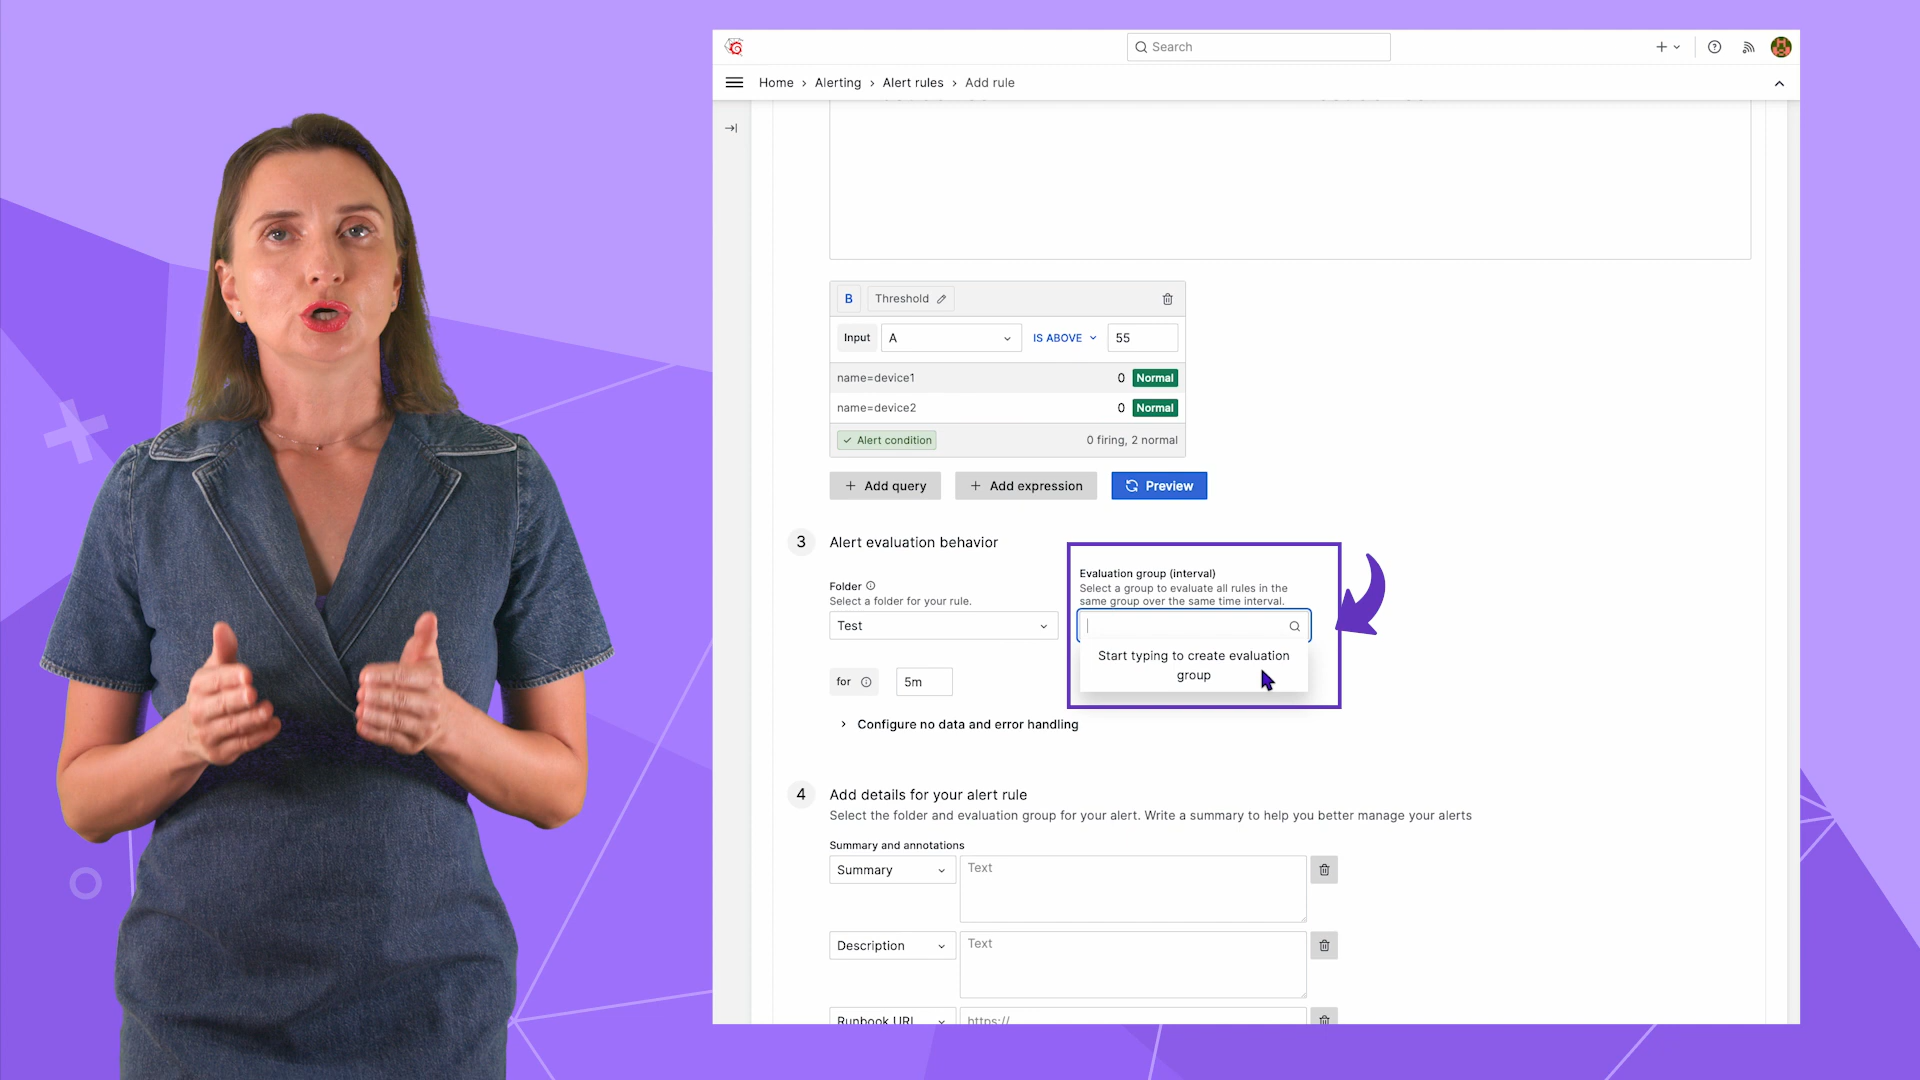 Search
Home › Alerting › Alert rules › Add rule
B Threshold
Input A IS ABOVE 55
name=device1 0 Normal
name=device2 0 Normal
Alert condition 0 firing, 2 normal
+ Add query + Add expression Preview
3 Alert evaluation behavior
Folder
Select a folder for your rule.
Test
Evaluation group (interval)
Select a group to evaluate all rules in the
same group over the same time interval.
Start typing to create evaluation
group
for 5m
Configure no data and error handling
4 Add details for your alert rule
Select the folder and evaluation group for your alert. Write a summary to help you better manage your alerts
Summary and annotations
Summary Text
Description Text
Runbook URL https://